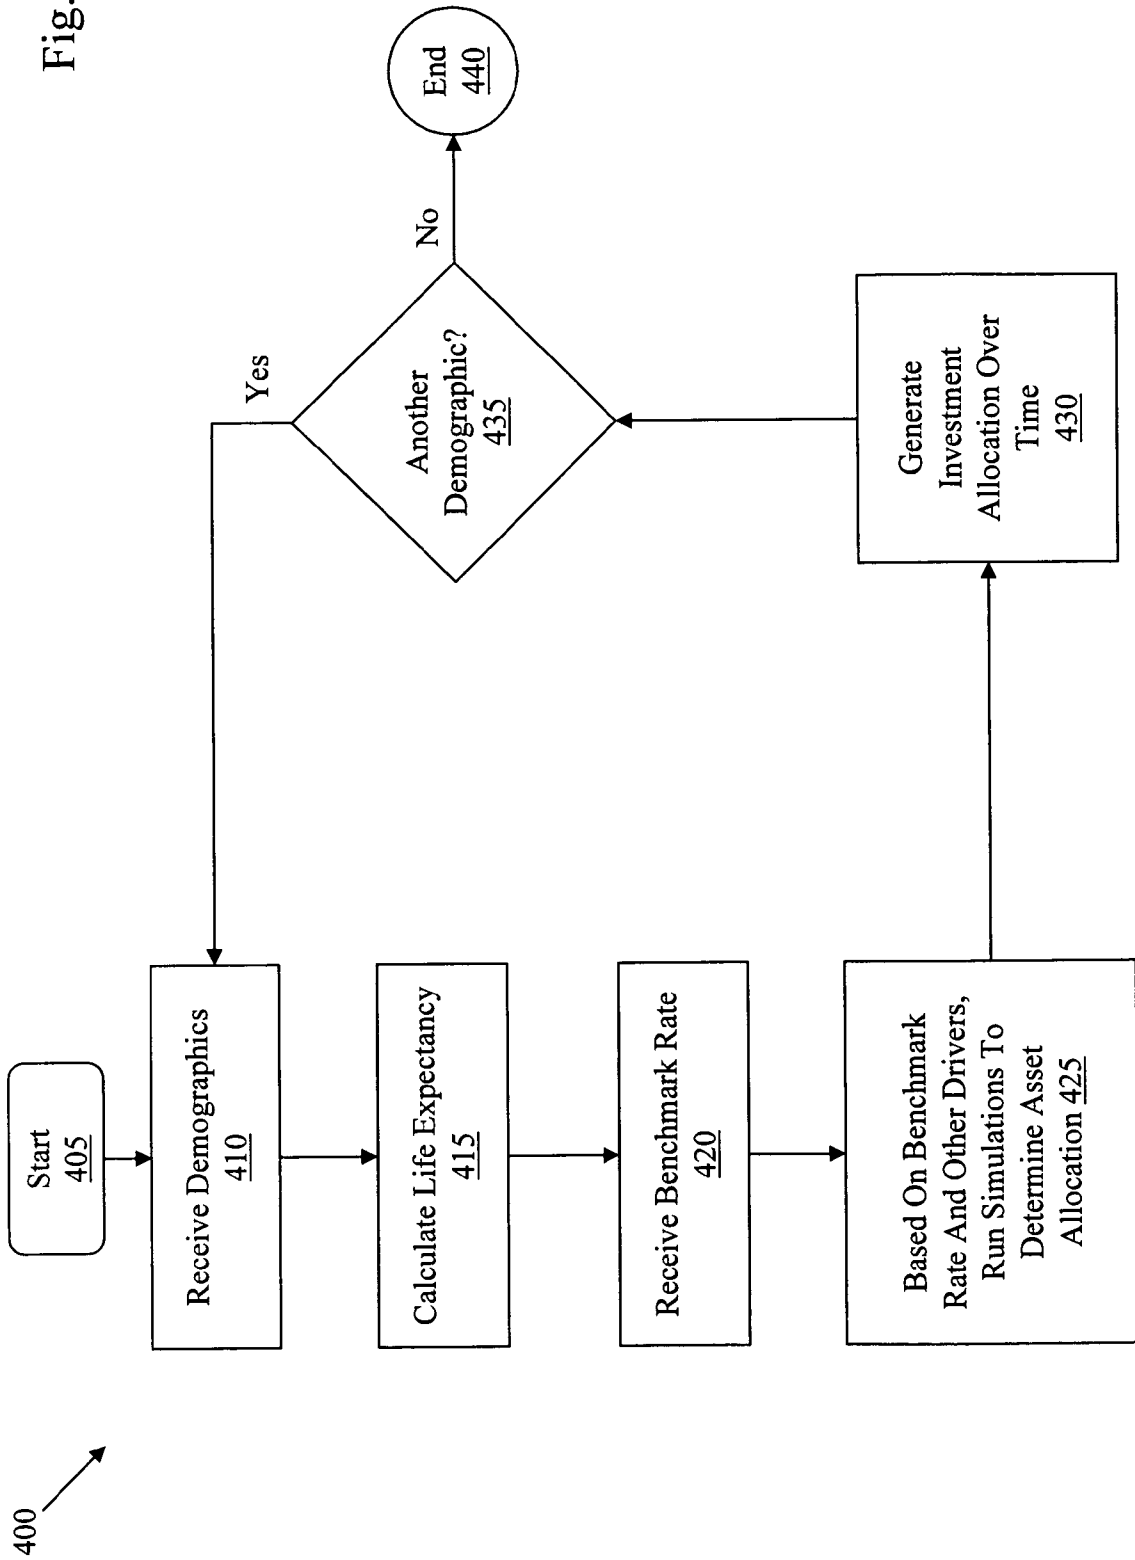 Fig.
400
Start
405
Receive Demographics
410
Calculate Life Expectancy
415
Receive Benchmark Rate
420
Based On Benchmark
Rate And Other Drivers,
Run Simulations To
Determine Asset
Allocation 425
Generate
Investment
Allocation Over
Time
430
Another
Demographic?
435
Yes
No
End
440